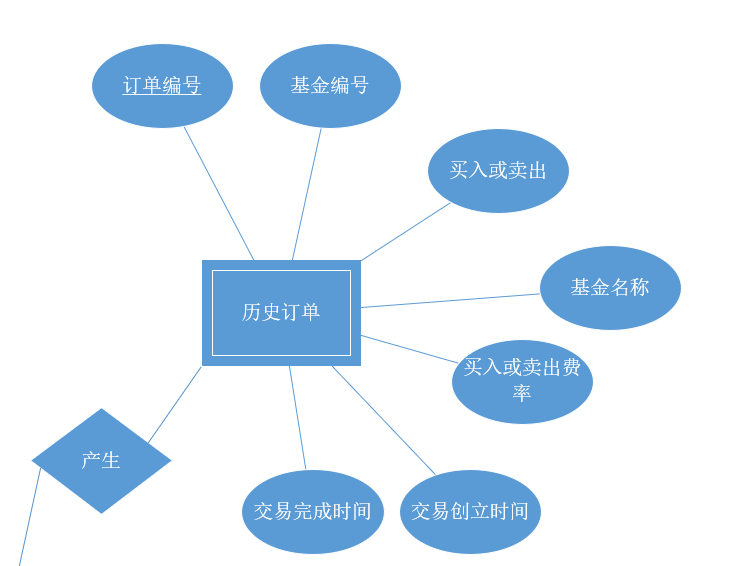 订单编号
基金编号
买入或卖出
基金名称
历史订单
买入或卖出费
率
产生
交易完成时间
交易创立时间